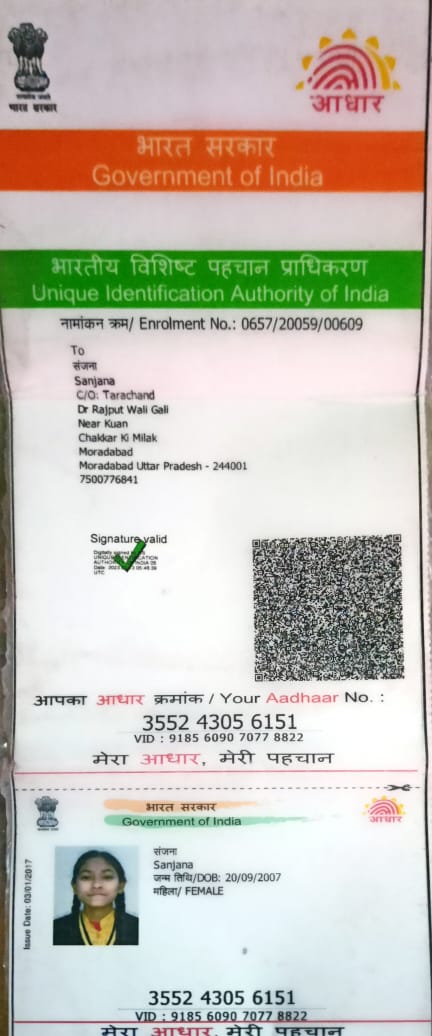 भारत सरकार
आधार
भारत सरकार
Government of India
भारतीय विशिष्ट पहचान प्राधिकरण
Unique Identification Authority of India
नामांकन क्रम/ Enrolment No.: 0657/20059/00609
To
संजना
Sanjana
C/O: Tarachand
Dr Rajput Wali Gali
Near Kuan
Chakkar Ki Milak
Moradabad
Moradabad Uttar Pradesh - 244001
7500776841
Signature valid
Digitally signed
आपका आधार क्रमांक / Your Aadhaar No. :
3552 4305 6151
VID : 9185 6090 7077 8822
मेरा आधार, मेरी पहचान
भारत सरकार
Government of India
आधार
Issue Date: 03/01/2017
संजना
Sanjana
जन्म तिथि/DOB: 20/09/2007
महिला/ FEMALE
3552 4305 6151
VID : 9185 6090 7077 8822
मेरा आधार, मेरी पहचान